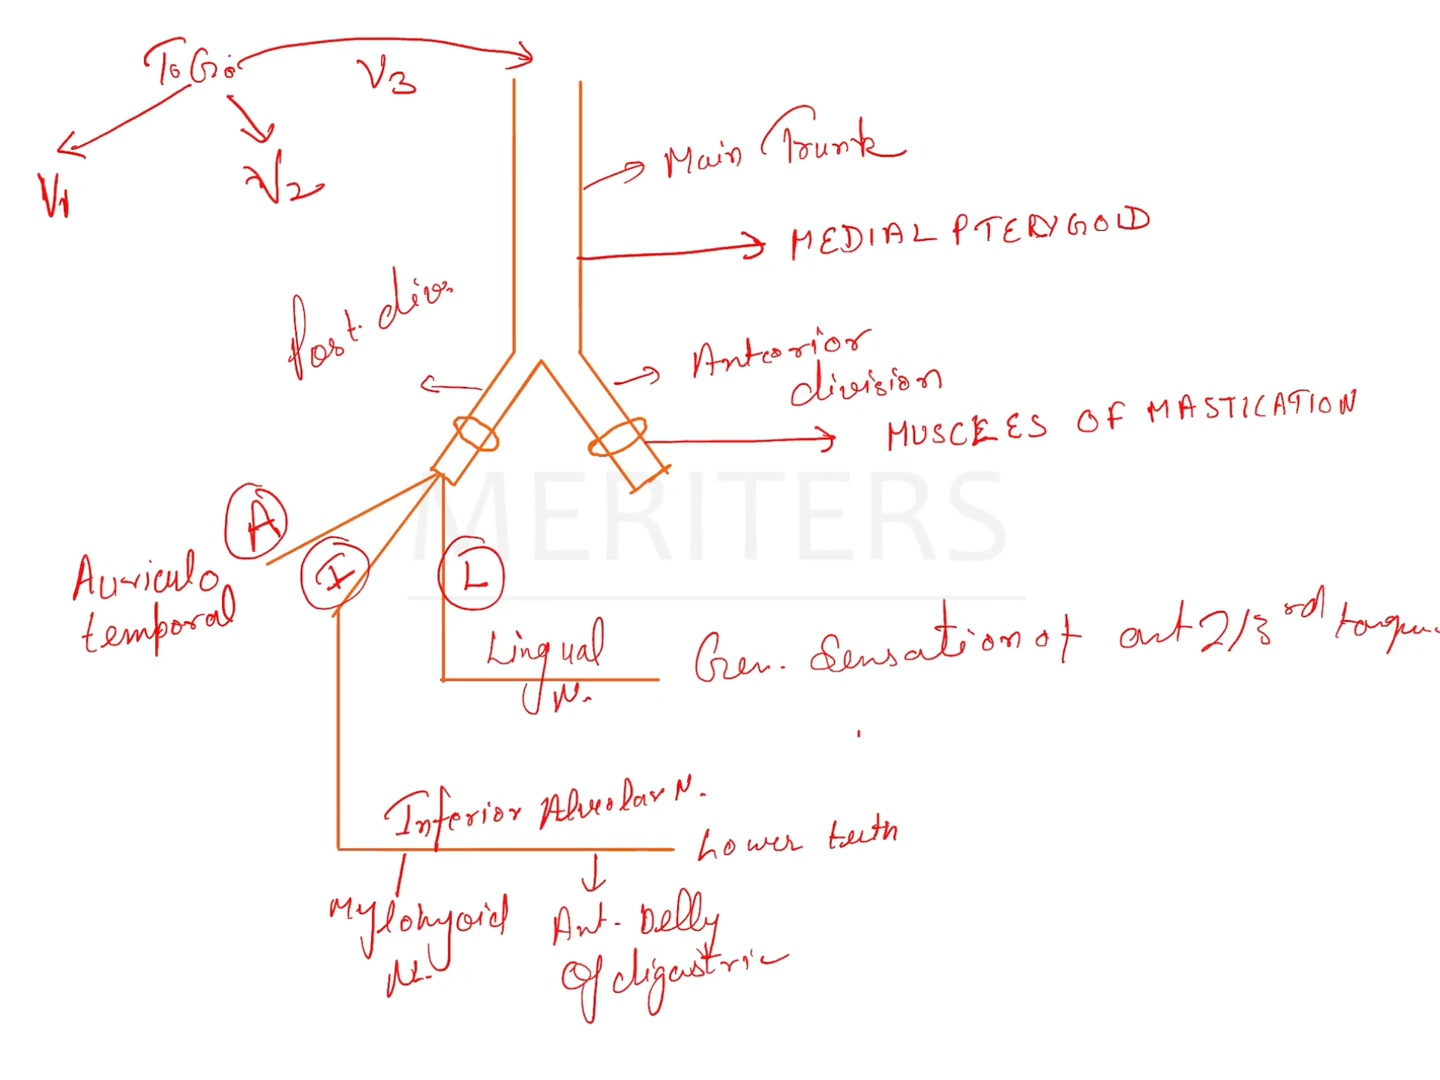 T.G.
V3
V1
V2
Main Trunk
MEDIAL PTERYGOID
Post. div.
Anterior
division
MUSCLES OF MASTICATION
MERITERS
A
I
L
Auriculo
temporal
Lingual
N.
Gen. Sensation of ant 2/3rd tongue
Inferior Alveolar N.
Lower teeth
Mylohyoid
N.
Ant. Belly
Of digastric